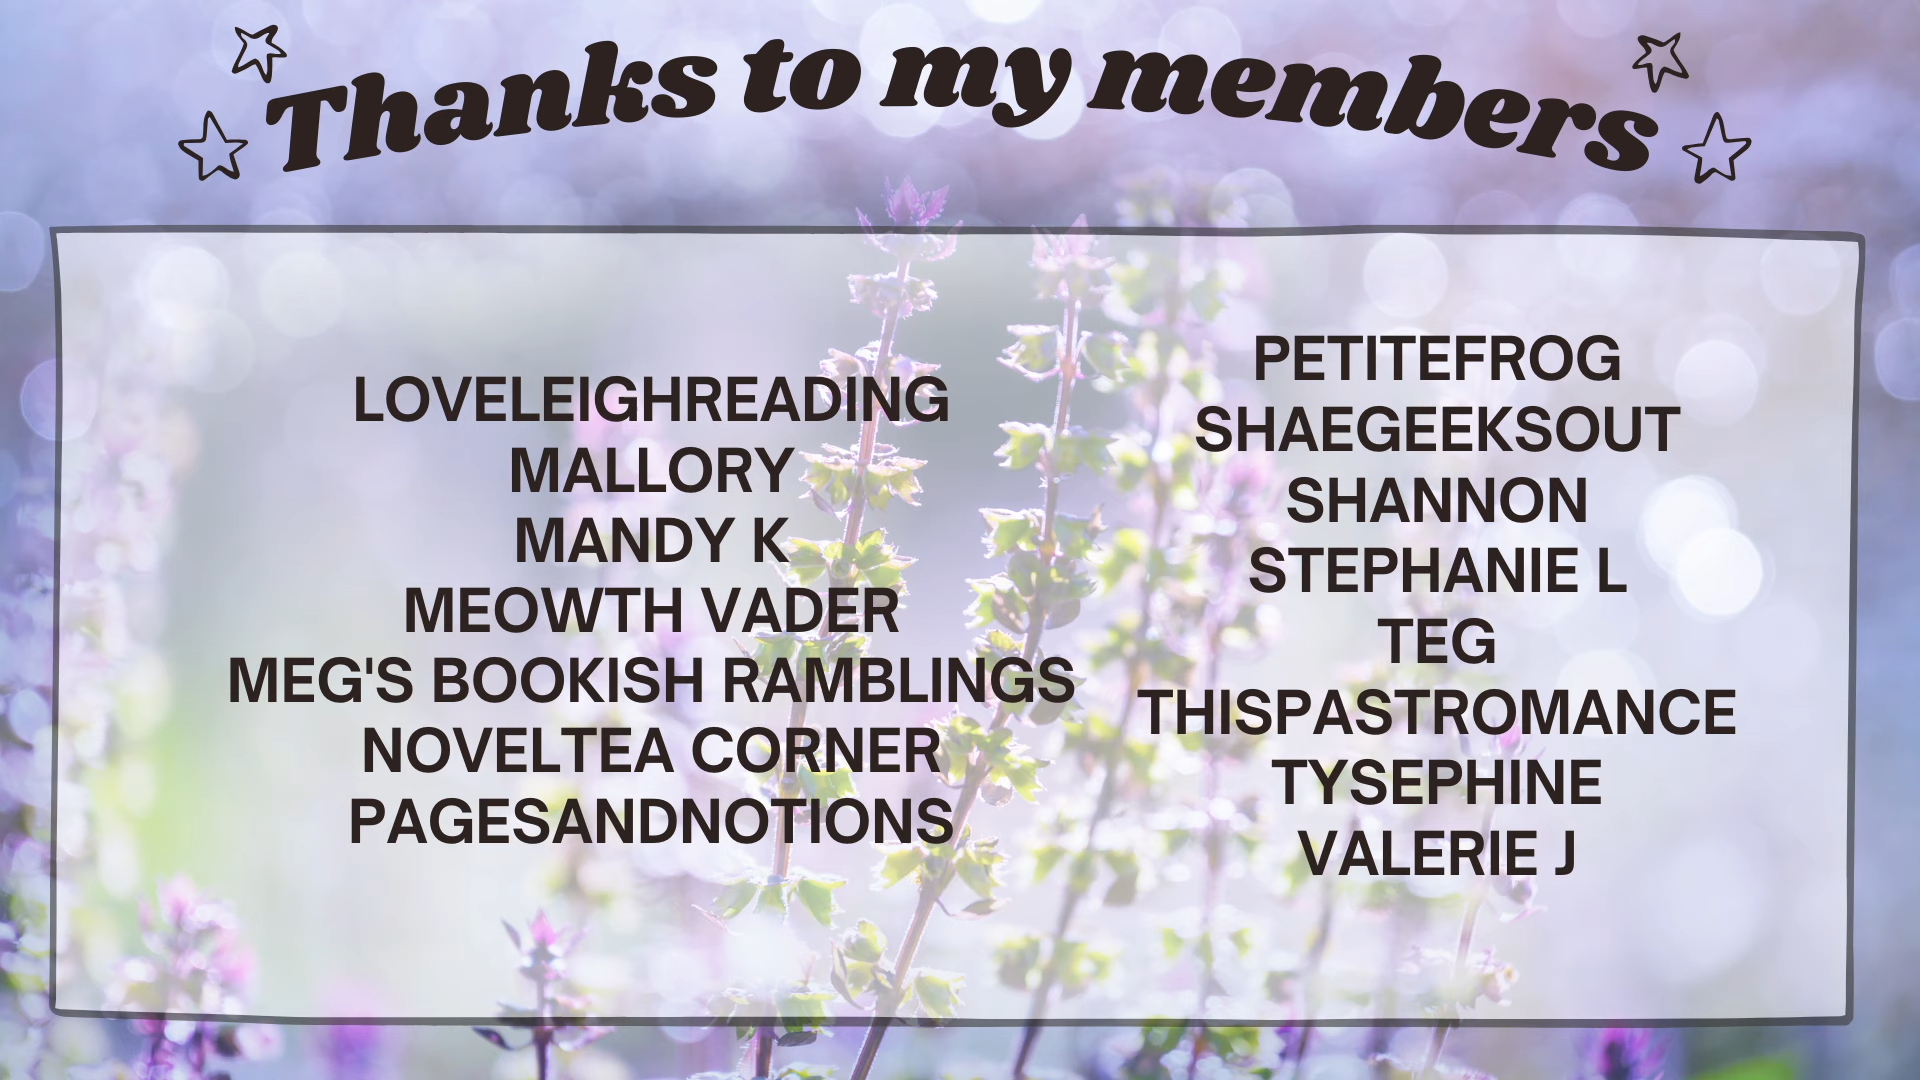 Thanks to my members
LOVELEIGHREADING
MALLORY
MANDY K
MEOWTH VADER
MEG'S BOOKISH RAMBLINGS
NOVELTEA CORNER
PAGESANDNOTIONS
PETITEFROG
SHAEGEEKSOUT
SHANNON
STEPHANIE L
TEG
THISPASTROMANCE
TYSEPHINE
VALERIE J